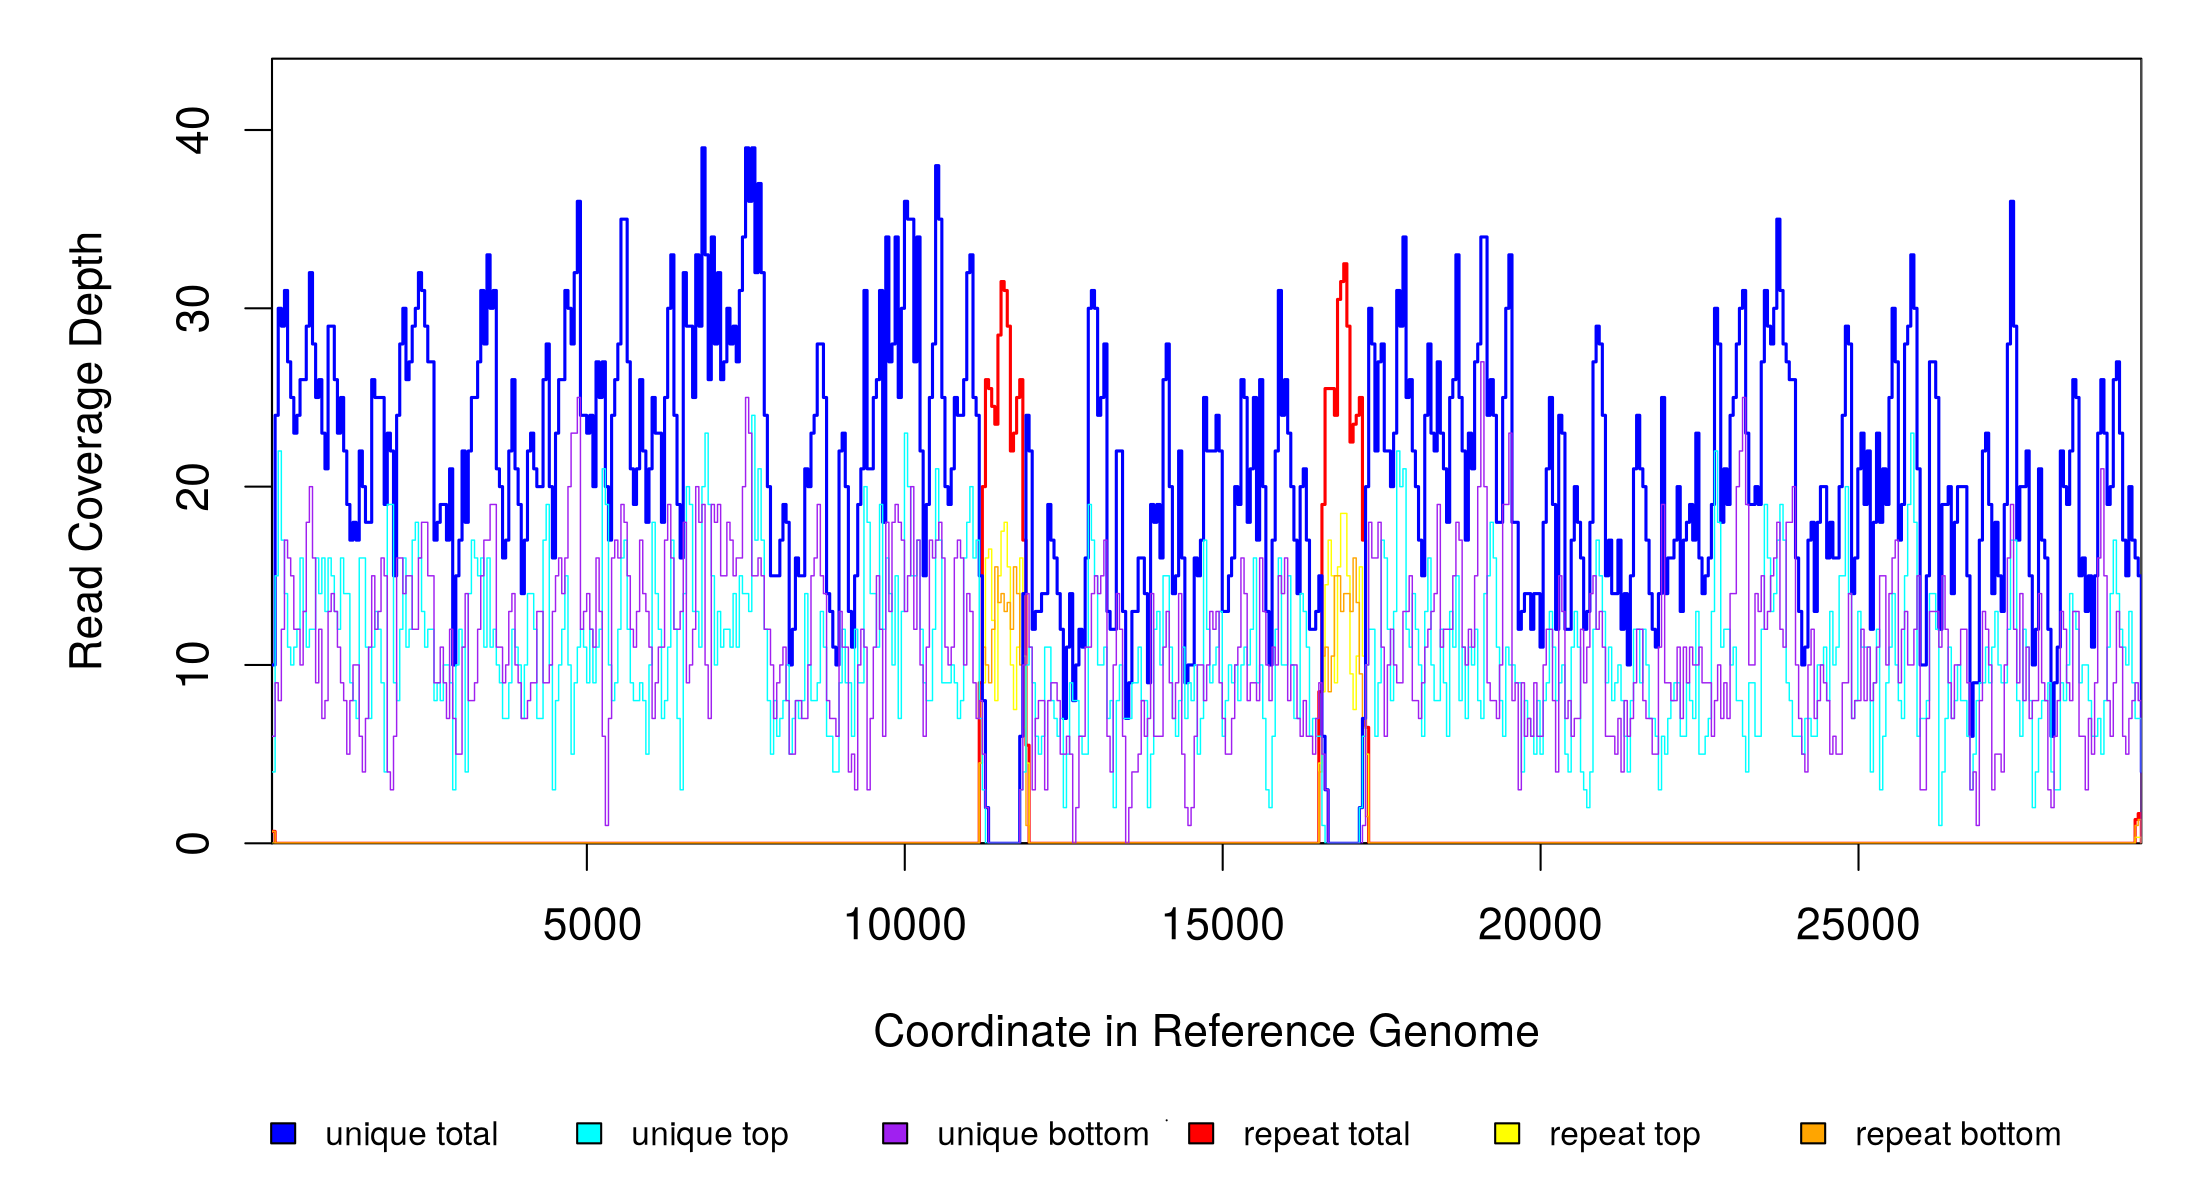 Read Coverage Depth
40
30
20
10
0
5000 10000 15000 20000 25000
Coordinate in Reference Genome
unique total unique top unique bottom repeat total repeat top repeat bottom